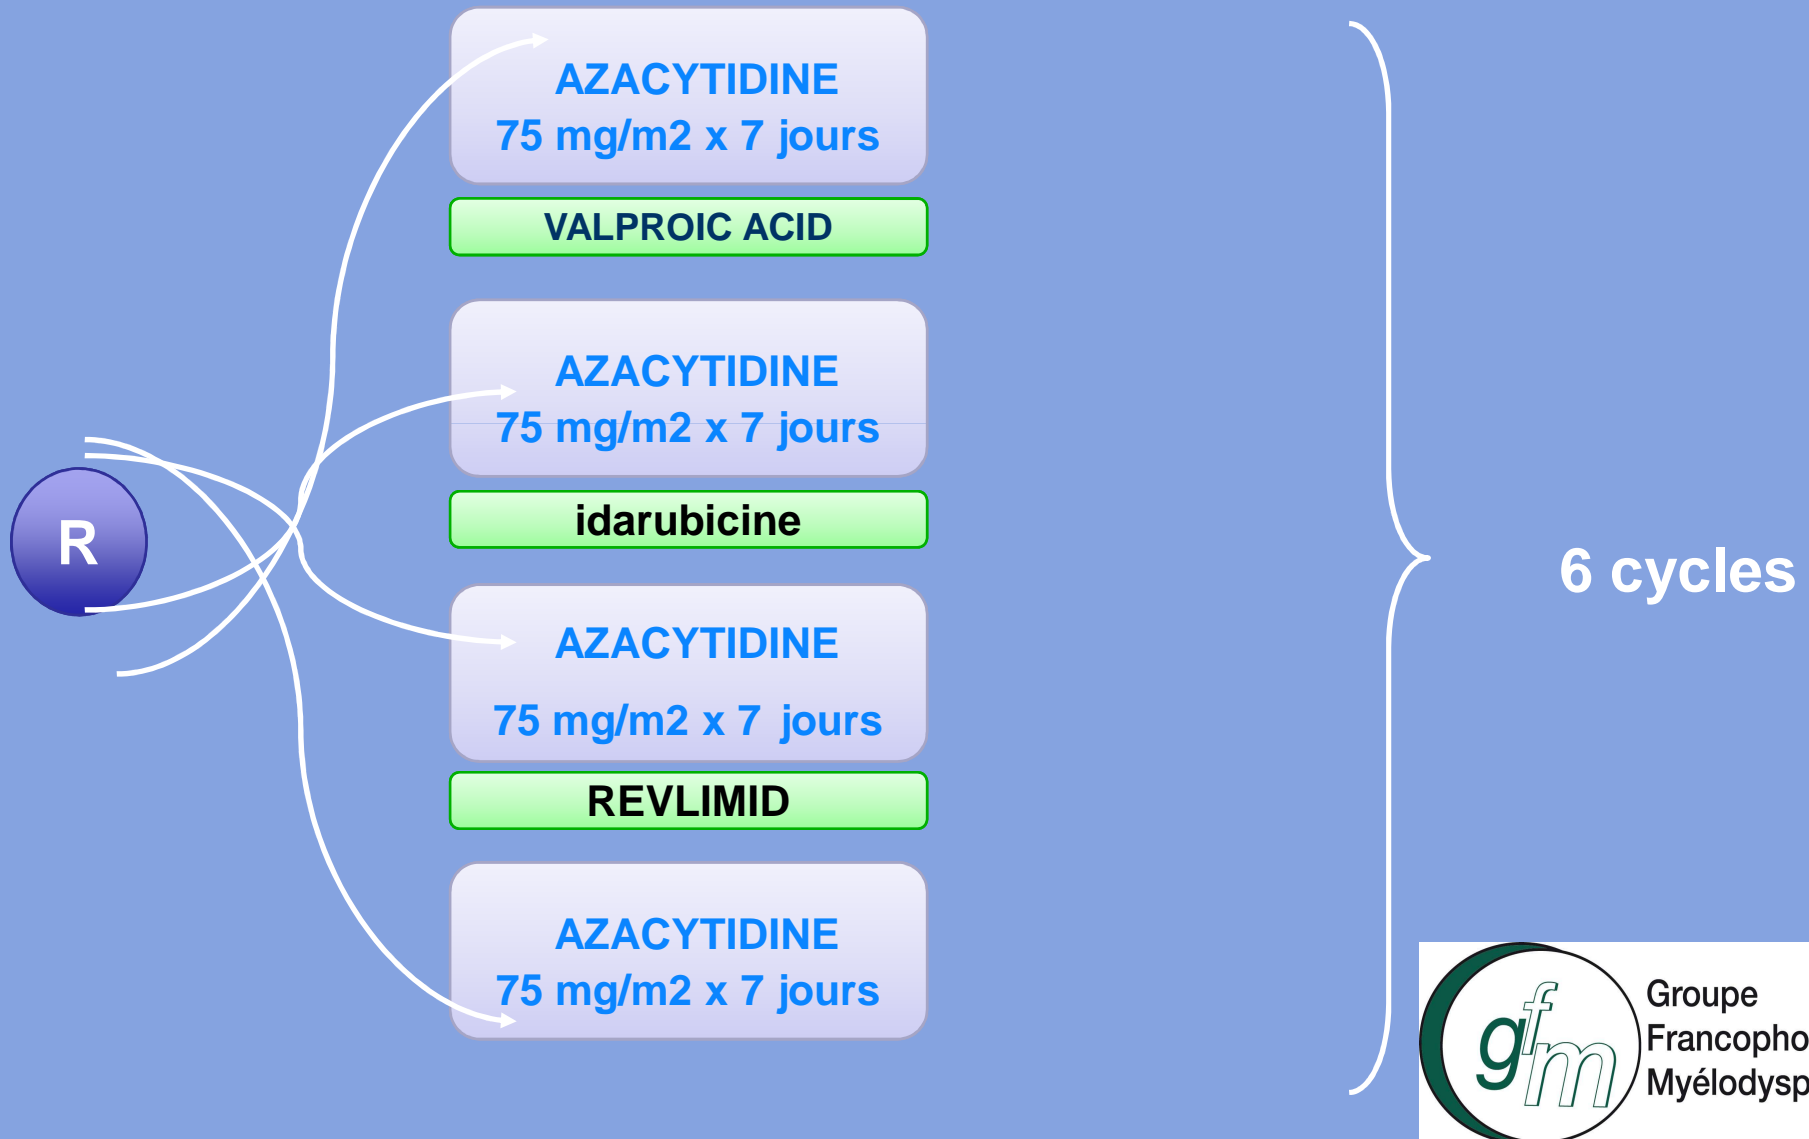 AZACYTIDINE
75 mg/m2 x 7 jours
VALPROIC ACID
AZACYTIDINE
75 mg/m2 x 7 jours
idarubicine
R
6 cycles
AZACYTIDINE
75 mg/m2 x 7 jours
REVLIMID
AZACYTIDINE
75 mg/m2 x 7 jours
gfm
Groupe
Francopho
Myélodysp